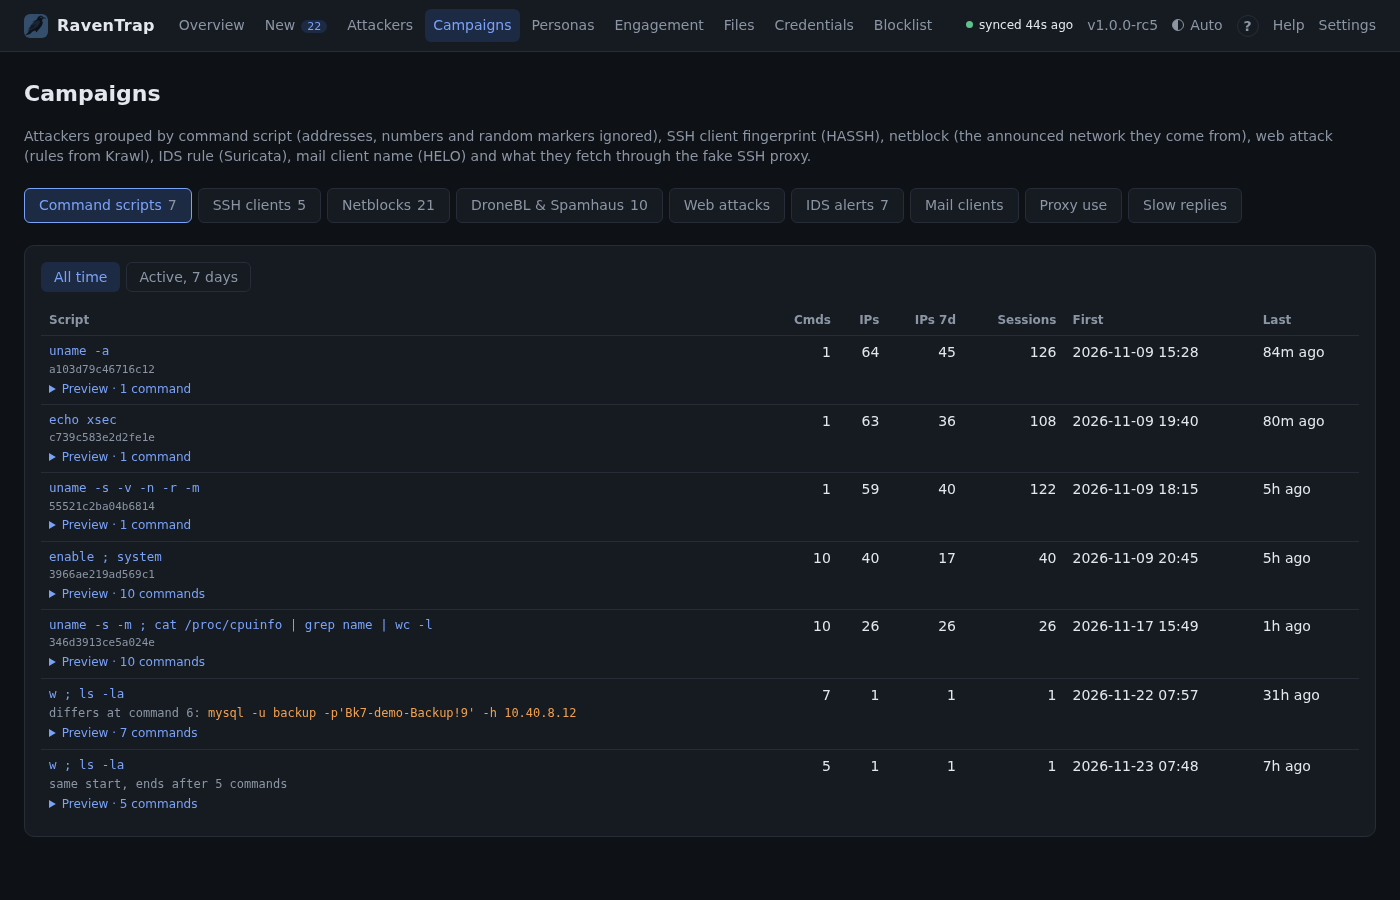 RavenTrap Overview New 22 Attackers Campaigns Personas Engagement Files Credentials Blocklist synced 44s ago v1.0.0-rc5 Auto ? Help Settings
Campaigns
Attackers grouped by command script (addresses, numbers and random markers ignored), SSH client fingerprint (HASSH), netblock (the announced network they come from), web attack
(rules from Krawl), IDS rule (Suricata), mail client name (HELO) and what they fetch through the fake SSH proxy.
Command scripts 7 SSH clients 5 Netblocks 21 DroneBL & Spamhaus 10 Web attacks IDS alerts 7 Mail clients Proxy use Slow replies
All time Active, 7 days
Script Cmds IPs IPs 7d Sessions First Last
uname -a 1 64 45 126 2026-11-09 15:28 84m ago
a103d79c46716c12
Preview · 1 command
echo xsec 1 63 36 108 2026-11-09 19:40 80m ago
c739c583e2d2fe1e
Preview · 1 command
uname -s -v -n -r -m 1 59 40 122 2026-11-09 18:15 5h ago
55521c2ba04b6814
Preview · 1 command
enable ; system 10 40 17 40 2026-11-09 20:45 5h ago
3966ae219ad569c1
Preview · 10 commands
uname -s -m ; cat /proc/cpuinfo | grep name | wc -l 10 26 26 26 2026-11-17 15:49 1h ago
346d3913ce5a024e
Preview · 10 commands
w ; ls -la 7 1 1 1 2026-11-22 07:57 31h ago
differs at command 6: mysql -u backup -p'Bk7-demo-Backup!9' -h 10.40.8.12
Preview · 7 commands
w ; ls -la 5 1 1 1 2026-11-23 07:48 7h ago
same start, ends after 5 commands
Preview · 5 commands